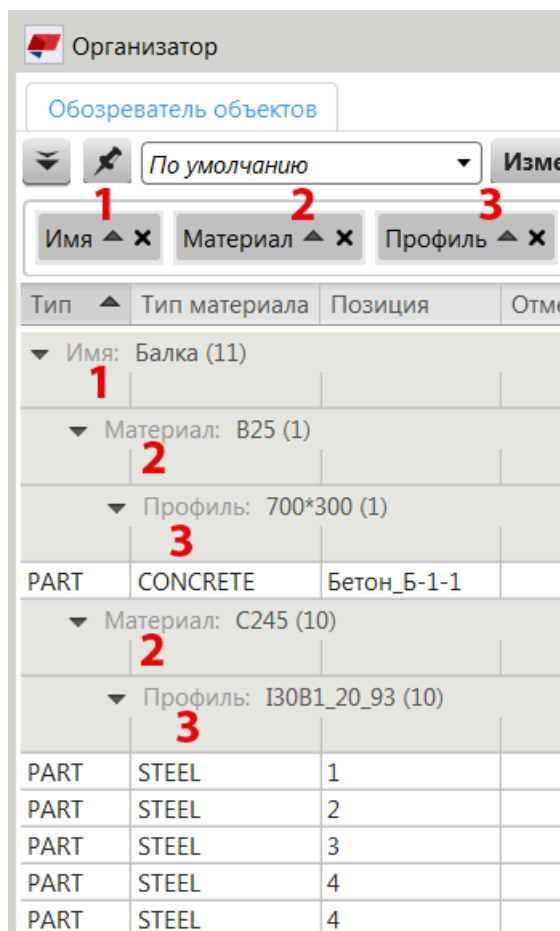 Организатор
Обозреватель объектов
По умолчанию Изме
1 2 3
Имя Материал Профиль
Тип Тип материала Позиция Отме
Имя: Балка (11)
1
Материал: B25 (1)
2
Профиль: 700*300 (1)
3
PART CONCRETE Бетон_Б-1-1
Материал: C245 (10)
2
Профиль: I30B1_20_93 (10)
3
PART STEEL 1
PART STEEL 2
PART STEEL 3
PART STEEL 4
PART STEEL 4